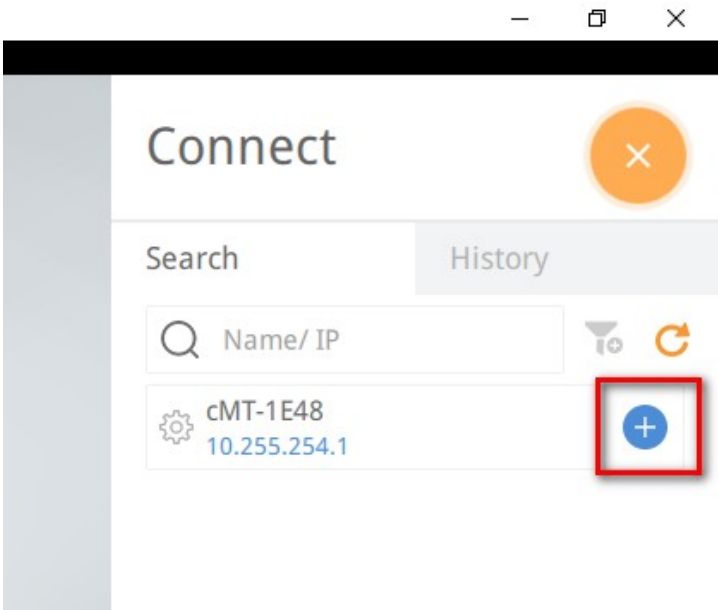 Connect
Search
History
Name/ IP
cMT-1E48
10.255.254.1